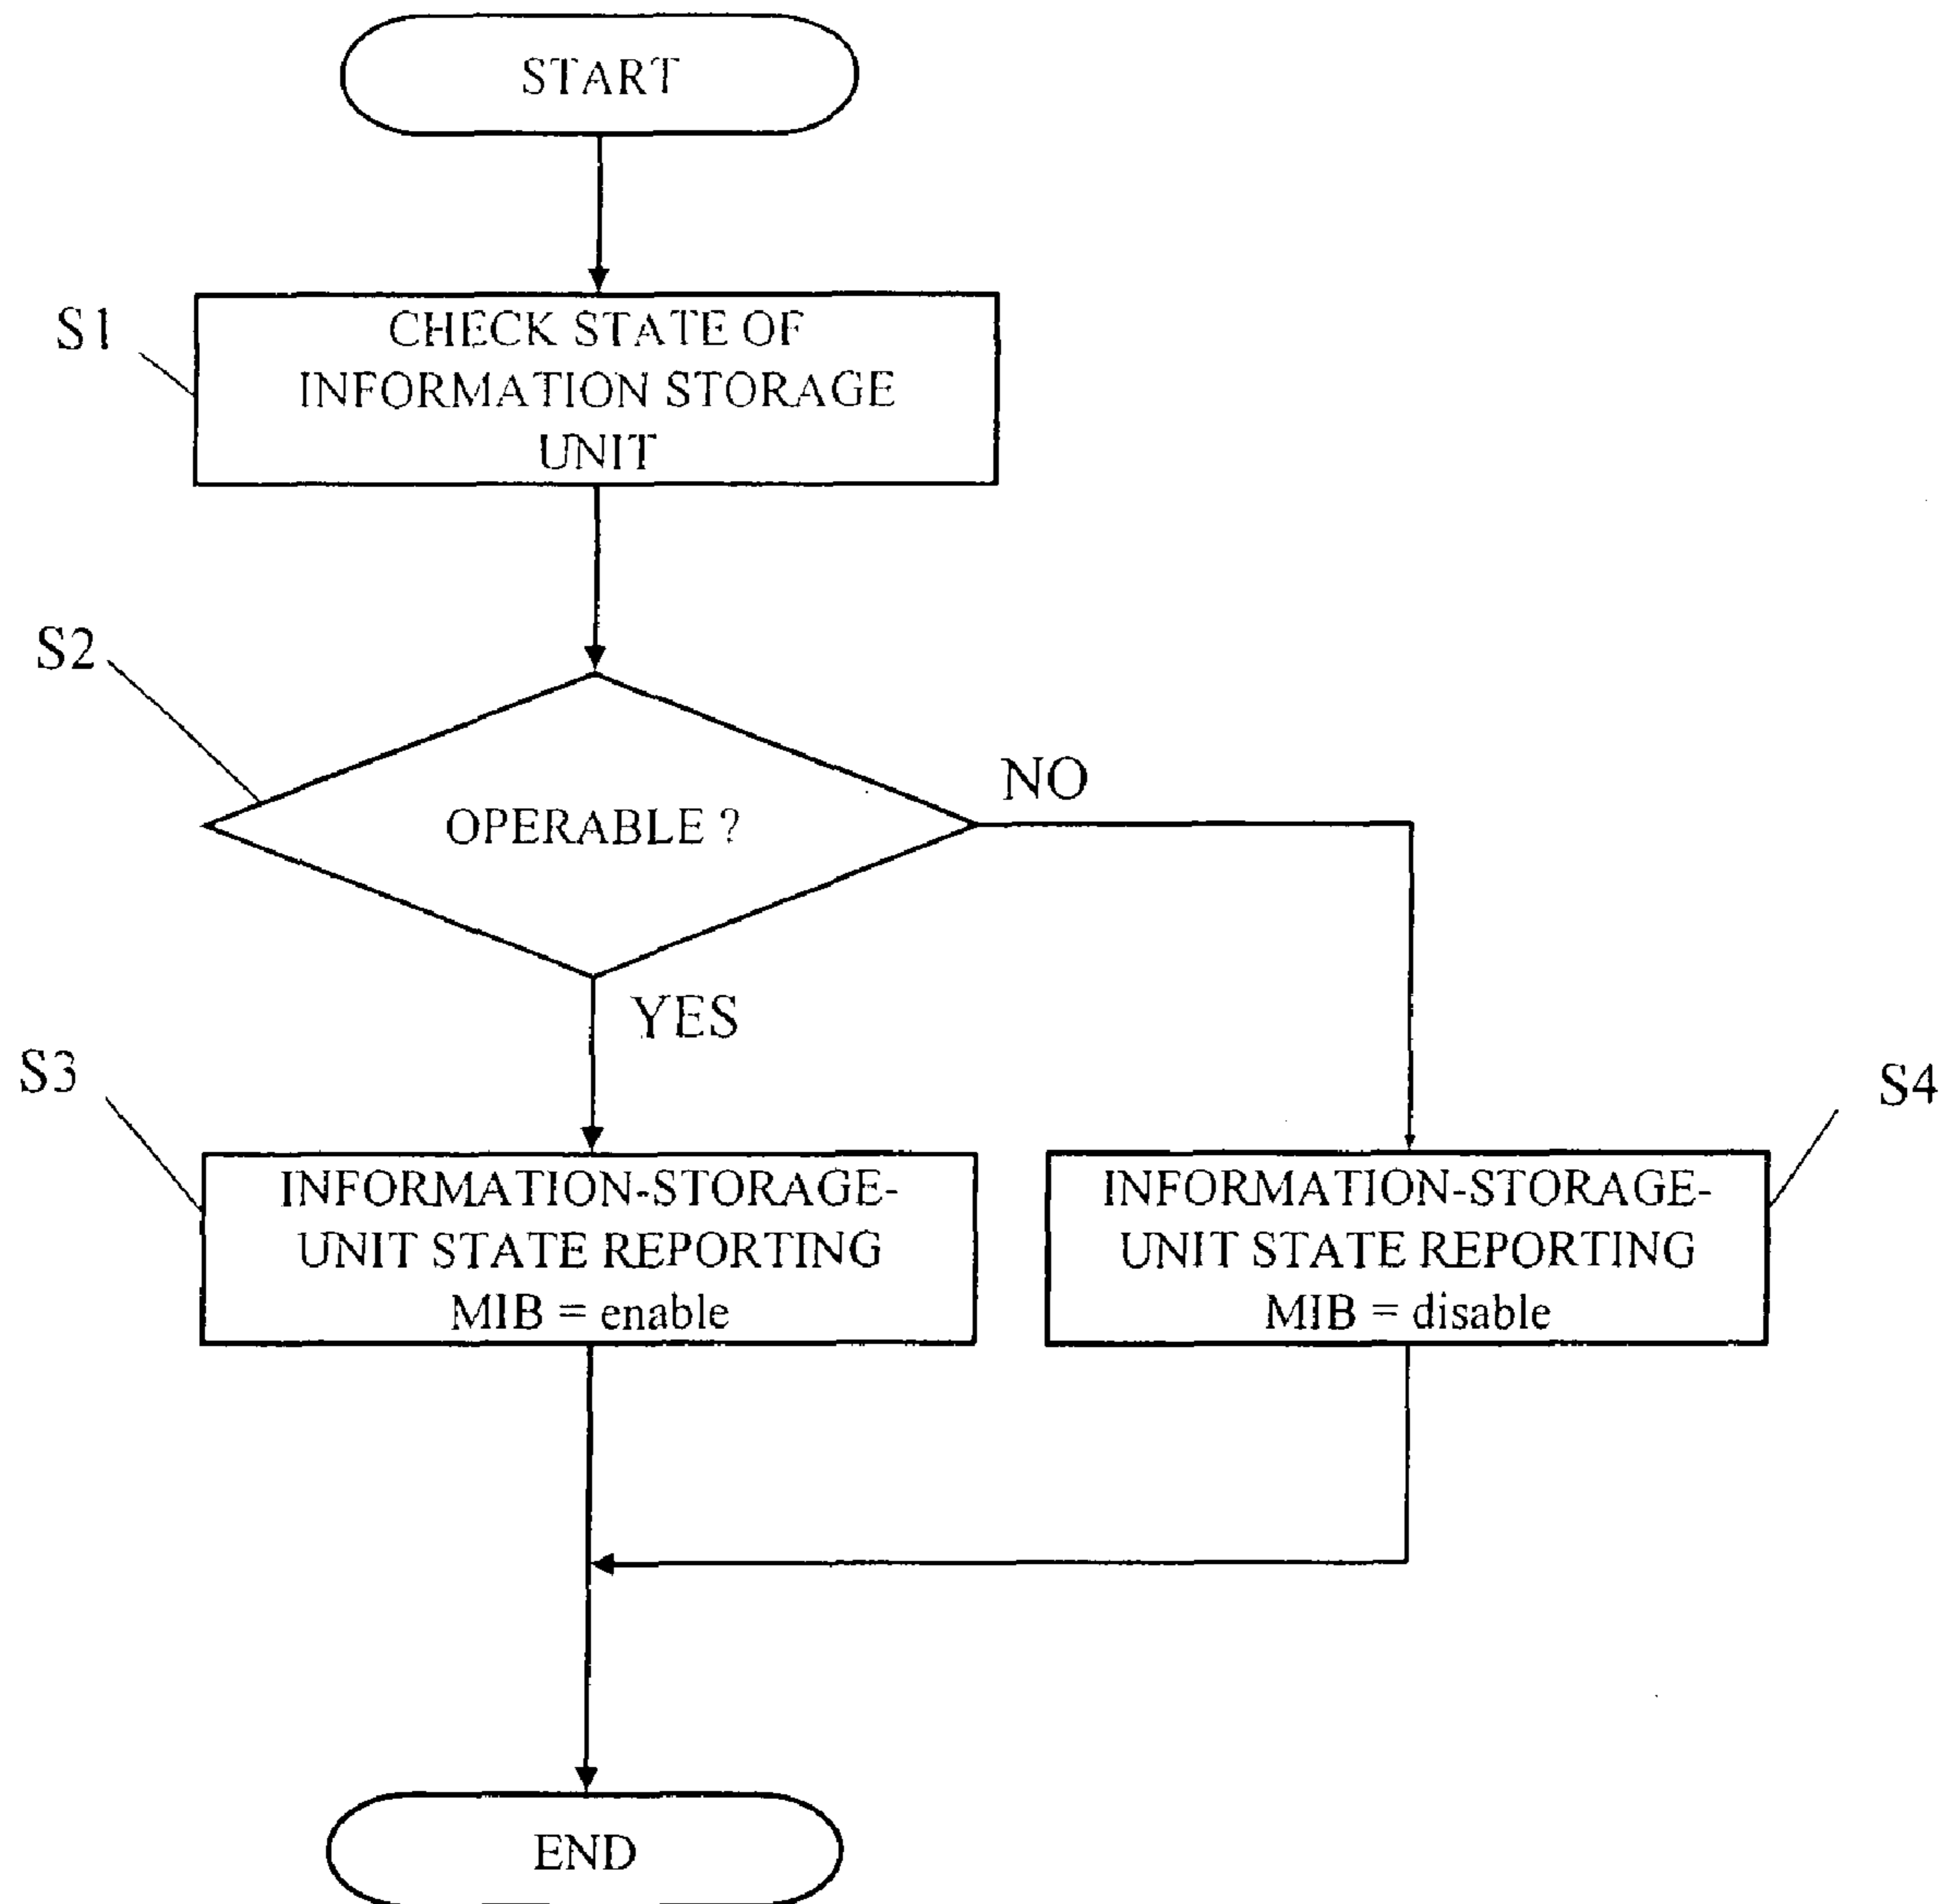 START
S1
CHECK STATE OF
INFORMATION STORAGE
UNIT
S2
OPERABLE ?
NO
YES
S3
INFORMATION-STORAGE-
UNIT STATE REPORTING
MIB = enable
S4
INFORMATION-STORAGE-
UNIT STATE REPORTING
MIB = disable
END